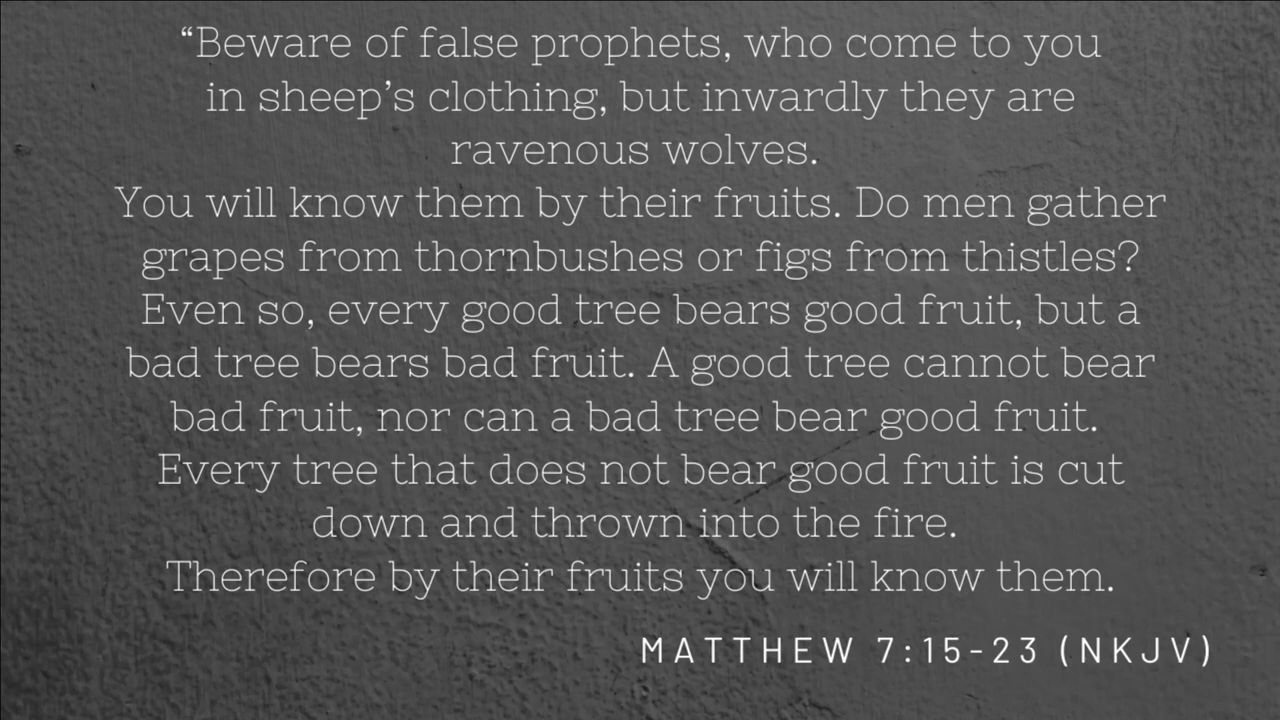 “Beware of false prophets, who come to you
in sheep’s clothing, but inwardly they are
ravenous wolves.
You will know them by their fruits. Do men gather
grapes from thornbushes or figs from thistles?
Even so, every good tree bears good fruit, but a
bad tree bears bad fruit. A good tree cannot bear
bad fruit, nor can a bad tree bear good fruit.
Every tree that does not bear good fruit is cut
down and thrown into the fire.
Therefore by their fruits you will know them.
MATTHEW 7:15-23 (NKJV)